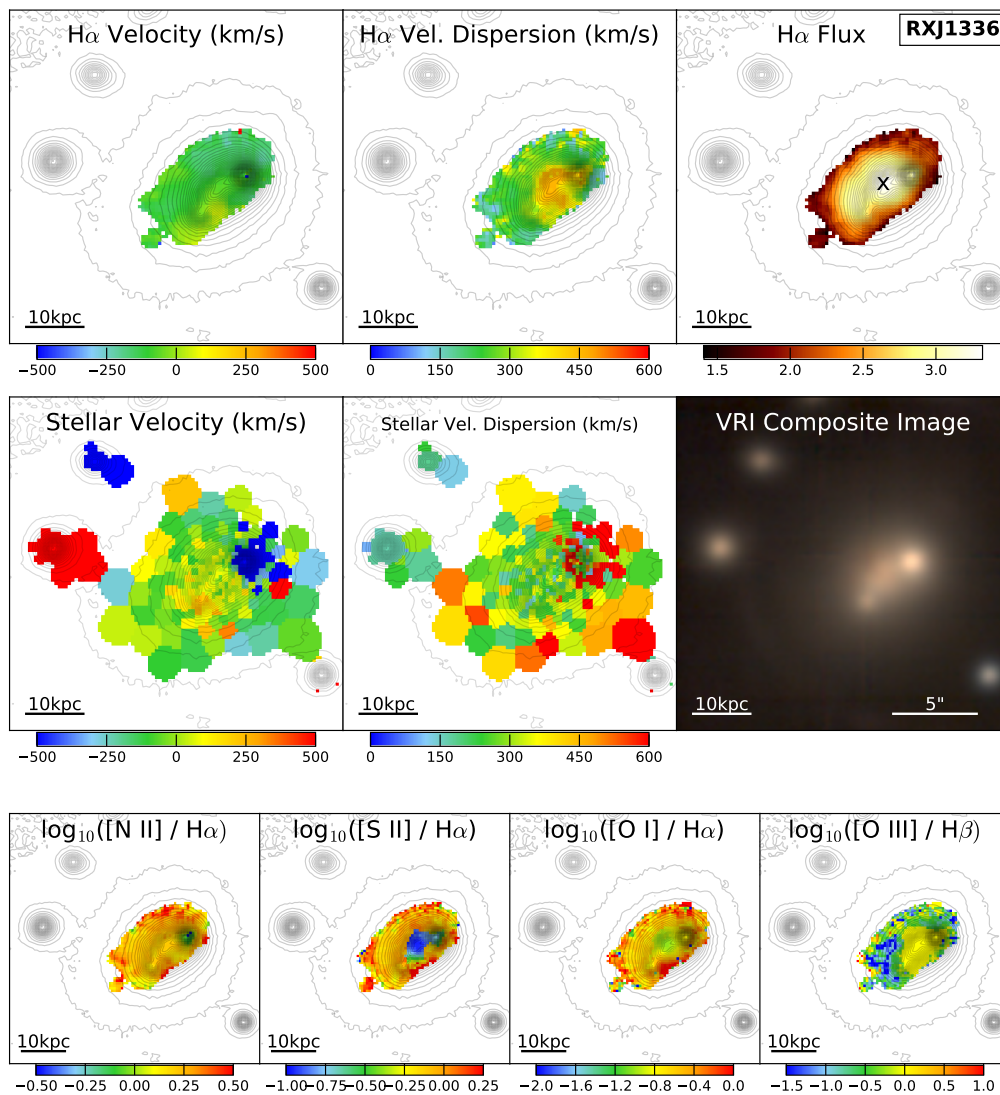 Hα Velocity (km/s)
Hα Vel. Dispersion (km/s)
Hα Flux
RXJ1336
x
10kpc
10kpc
10kpc
−500 −250 0 250 500
0 150 300 450 600
1.5 2.0 2.5 3.0
Stellar Velocity (km/s)
Stellar Vel. Dispersion (km/s)
VRI Composite Image
10kpc
10kpc
10kpc
5"
−500 −250 0 250 500
0 150 300 450 600
log₁₀([N II] / Hα)
log₁₀([S II] / Hα)
log₁₀([O I] / Hα)
log₁₀([O III] / Hβ)
10kpc
10kpc
10kpc
10kpc
−0.50 −0.25 0.00 0.25 0.50
−1.00 −0.75 −0.50 −0.25 0.00 0.25
−2.0 −1.6 −1.2 −0.8 −0.4 0.0
−1.5 −1.0 −0.5 0.0 0.5 1.0